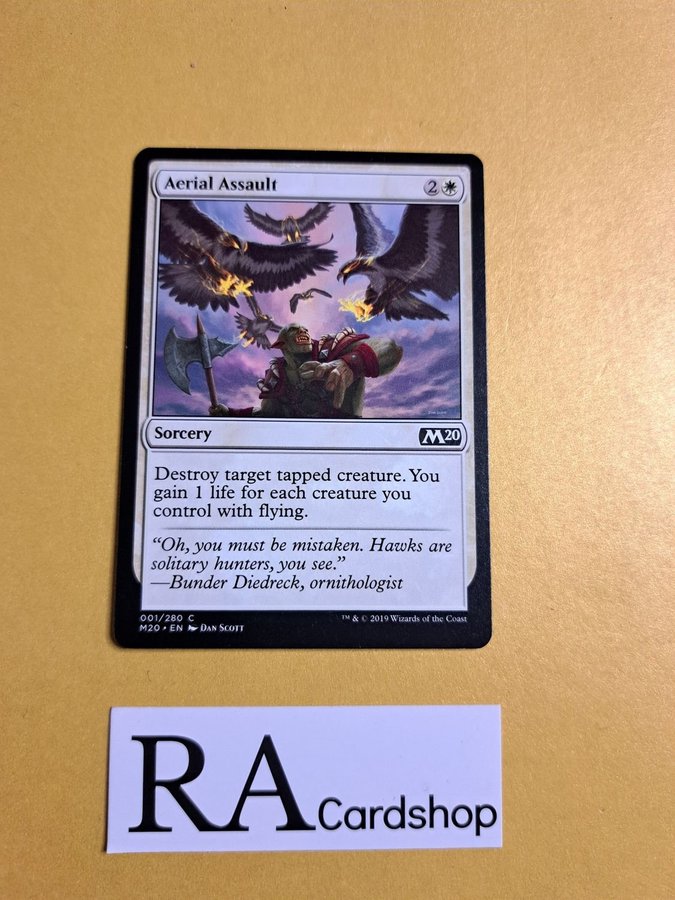 Aerial Assault 2
Sorcery M20
Destroy target tapped creature. You
gain 1 life for each creature you
control with flying.
“Oh, you must be mistaken. Hawks are
solitary hunters, you see.”
—Bunder Diedreck, ornithologist
001/280 C
M20 • EN Dan Scott
™ & © 2019 Wizards of the Coast
RA Cardshop